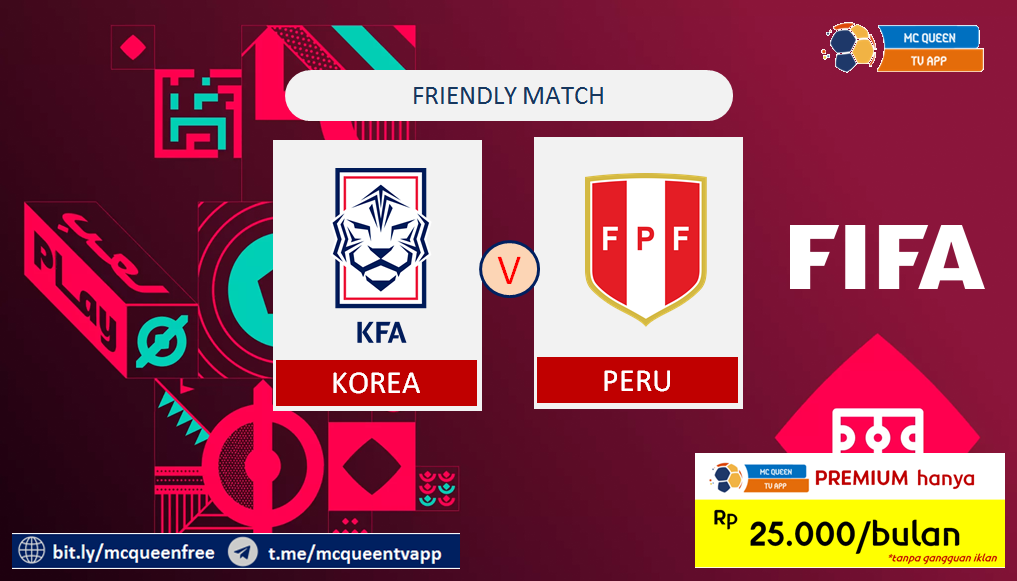 MC QUEEN
TV APP
FRIENDLY MATCH
PLAY
KFA
KOREA
V
FPF
PERU
FIFA
MC QUEEN
TV APP
PREMIUM hanya
Rp 25.000/bulan
*tanpa gangguan iklan
bit.ly/mcqueenfree t.me/mcqueentvapp